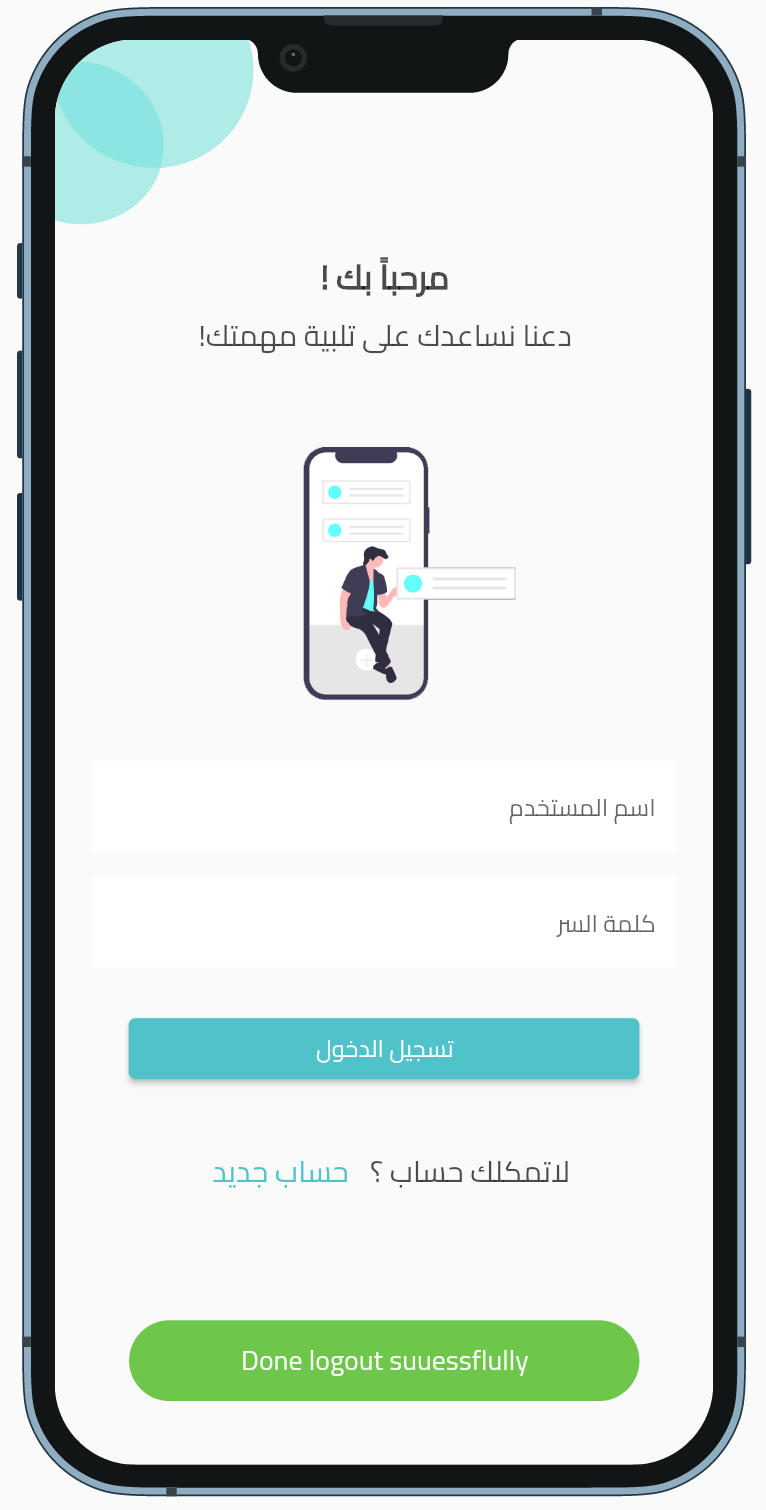 مرحباً بك !
دعنا نساعدك على تلبية مهمتك!
اسم المستخدم
كلمة السر
تسجيل الدخول
لاتمكلك حساب ؟ حساب جديد
Done logout suuessflully